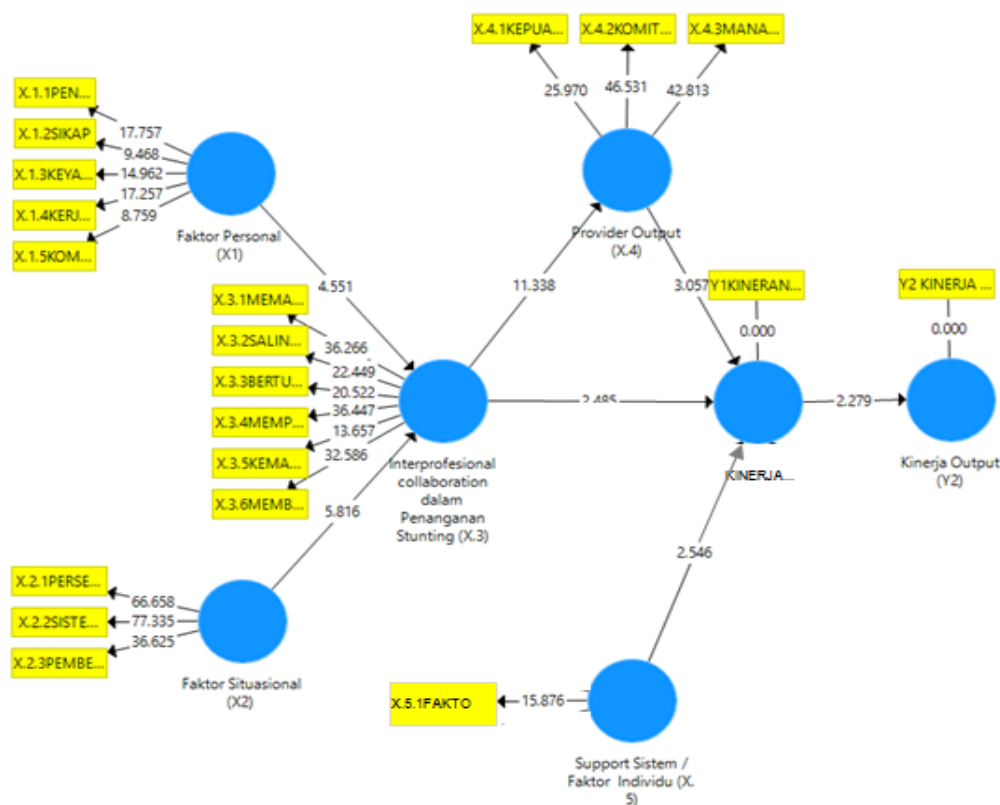 X.4.1KEPUA...
X.4.2KOMIT...
X.4.3MANA...
25.970
46.531
42.813
X.1.1PEN...
X.1.2SIKAP
X.1.3KEYA...
X.1.4KERJ...
X.1.5KOM...
17.757
9.468
14.962
17.257
8.759
Faktor Personal
(X1)
Provider Output
(X.4)
4.551
11.338
3.057
Y1KINERAN...
0.000
Y2 KINERJA ...
0.000
X.3.1MEMA...
X.3.2SALIN...
X.3.3BERTU...
X.3.4MEMP...
X.3.5KEMA...
X.3.6MEMB...
36.266
22.449
20.522
36.447
13.657
32.586
Interprofesional
collaboration
dalam
Penanganan
Stunting (X.3)
2.485
KINERJA...
2.279
Kinerja Output
(Y2)
5.816
2.546
X.2.1PERSE...
X.2.2SISTE...
X.2.3PEMBE...
66.658
77.335
36.625
Faktor Situasional
(X2)
X.5.1FAKTO
15.876
Support Sistem /
Faktor Individu (X.
5)